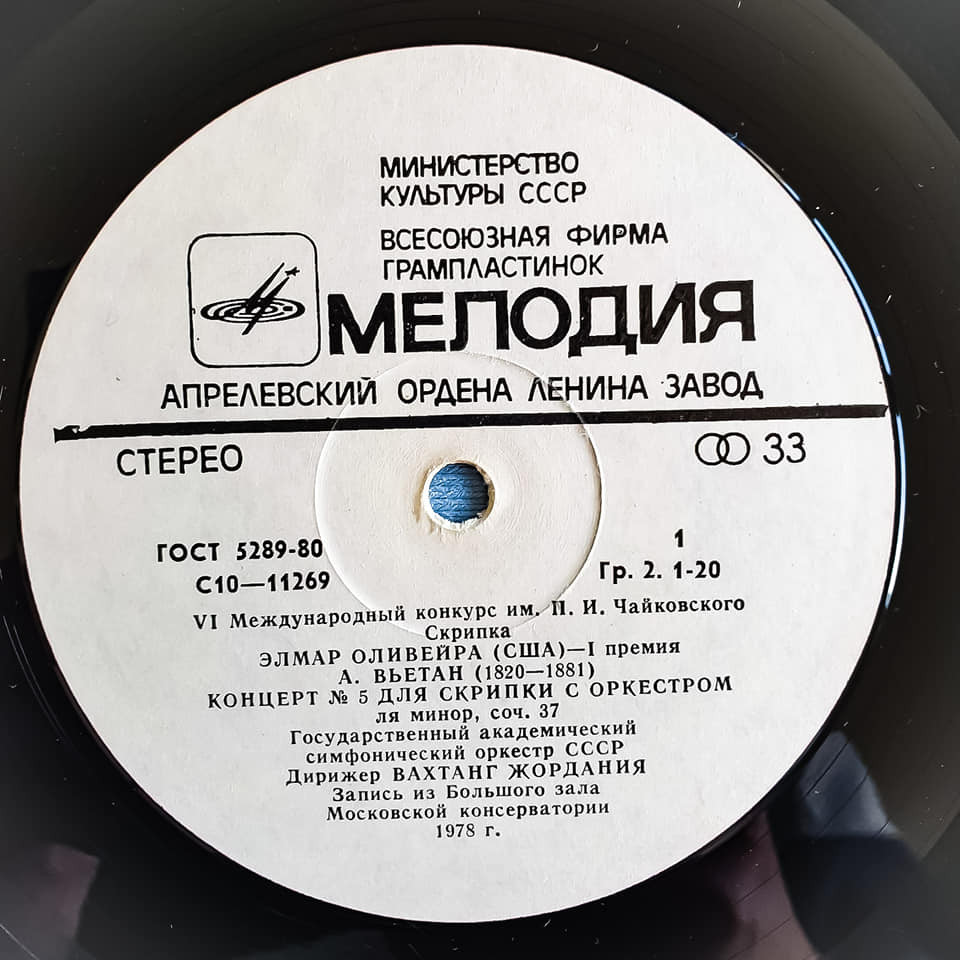 МИНИСТЕРСТВО
КУЛЬТУРЫ СССР
ВСЕСОЮЗНАЯ ФИРМА
ГРАМПЛАСТИНОК
МЕЛОДИЯ
АПРЕЛЕВСКИЙ ОРДЕНА ЛЕНИНА ЗАВОД
СТЕРЕО
33
ГОСТ 5289-80
С10—11269
1
Гр. 2. 1-20
VI Международный конкурс им. П. И. Чайковского
Скрипка
ЭЛМАР ОЛИВЕЙРА (США)—I премия
А. ВЬЕТАН (1820—1881)
КОНЦЕРТ № 5 ДЛЯ СКРИПКИ С ОРКЕСТРОМ
ля минор, соч. 37
Государственный академический
симфонический оркестр СССР
Дирижер ВАХТАНГ ЖОРДАНИЯ
Запись из Большого зала
Московской консерватории
1978 г.